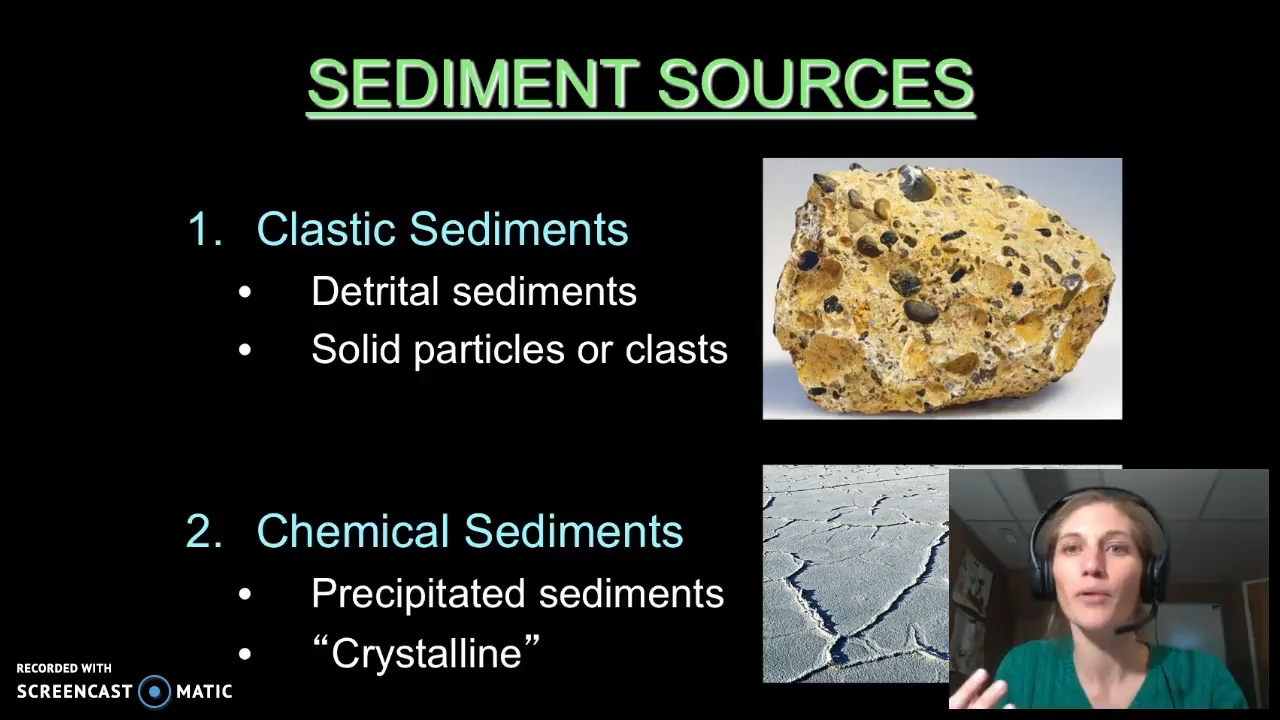 SEDIMENT SOURCES
1. Clastic Sediments
• Detrital sediments
• Solid particles or clasts
2. Chemical Sediments
• Precipitated sediments
• “Crystalline”
RECORDED WITH
SCREENCAST MATIC